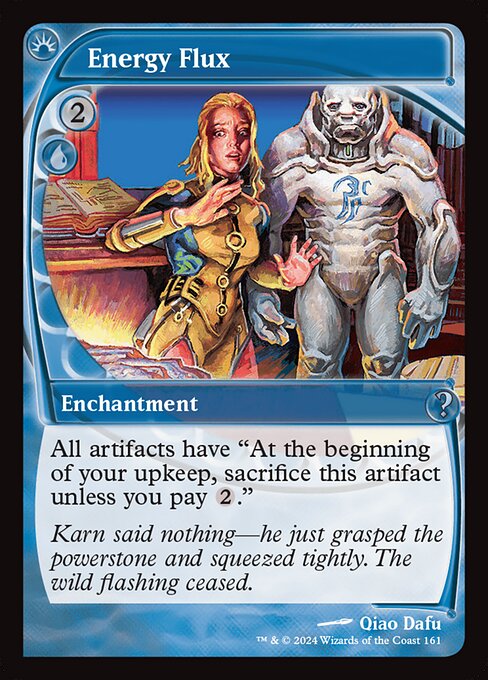 Energy Flux
2
Enchantment
?
All artifacts have “At the beginning
of your upkeep, sacrifice this artifact
unless you pay 2.”
Karn said nothing—he just grasped the
powerstone and squeezed tightly. The
wild flashing ceased.
Qiao Dafu
™ & © 2024 Wizards of the Coast 161